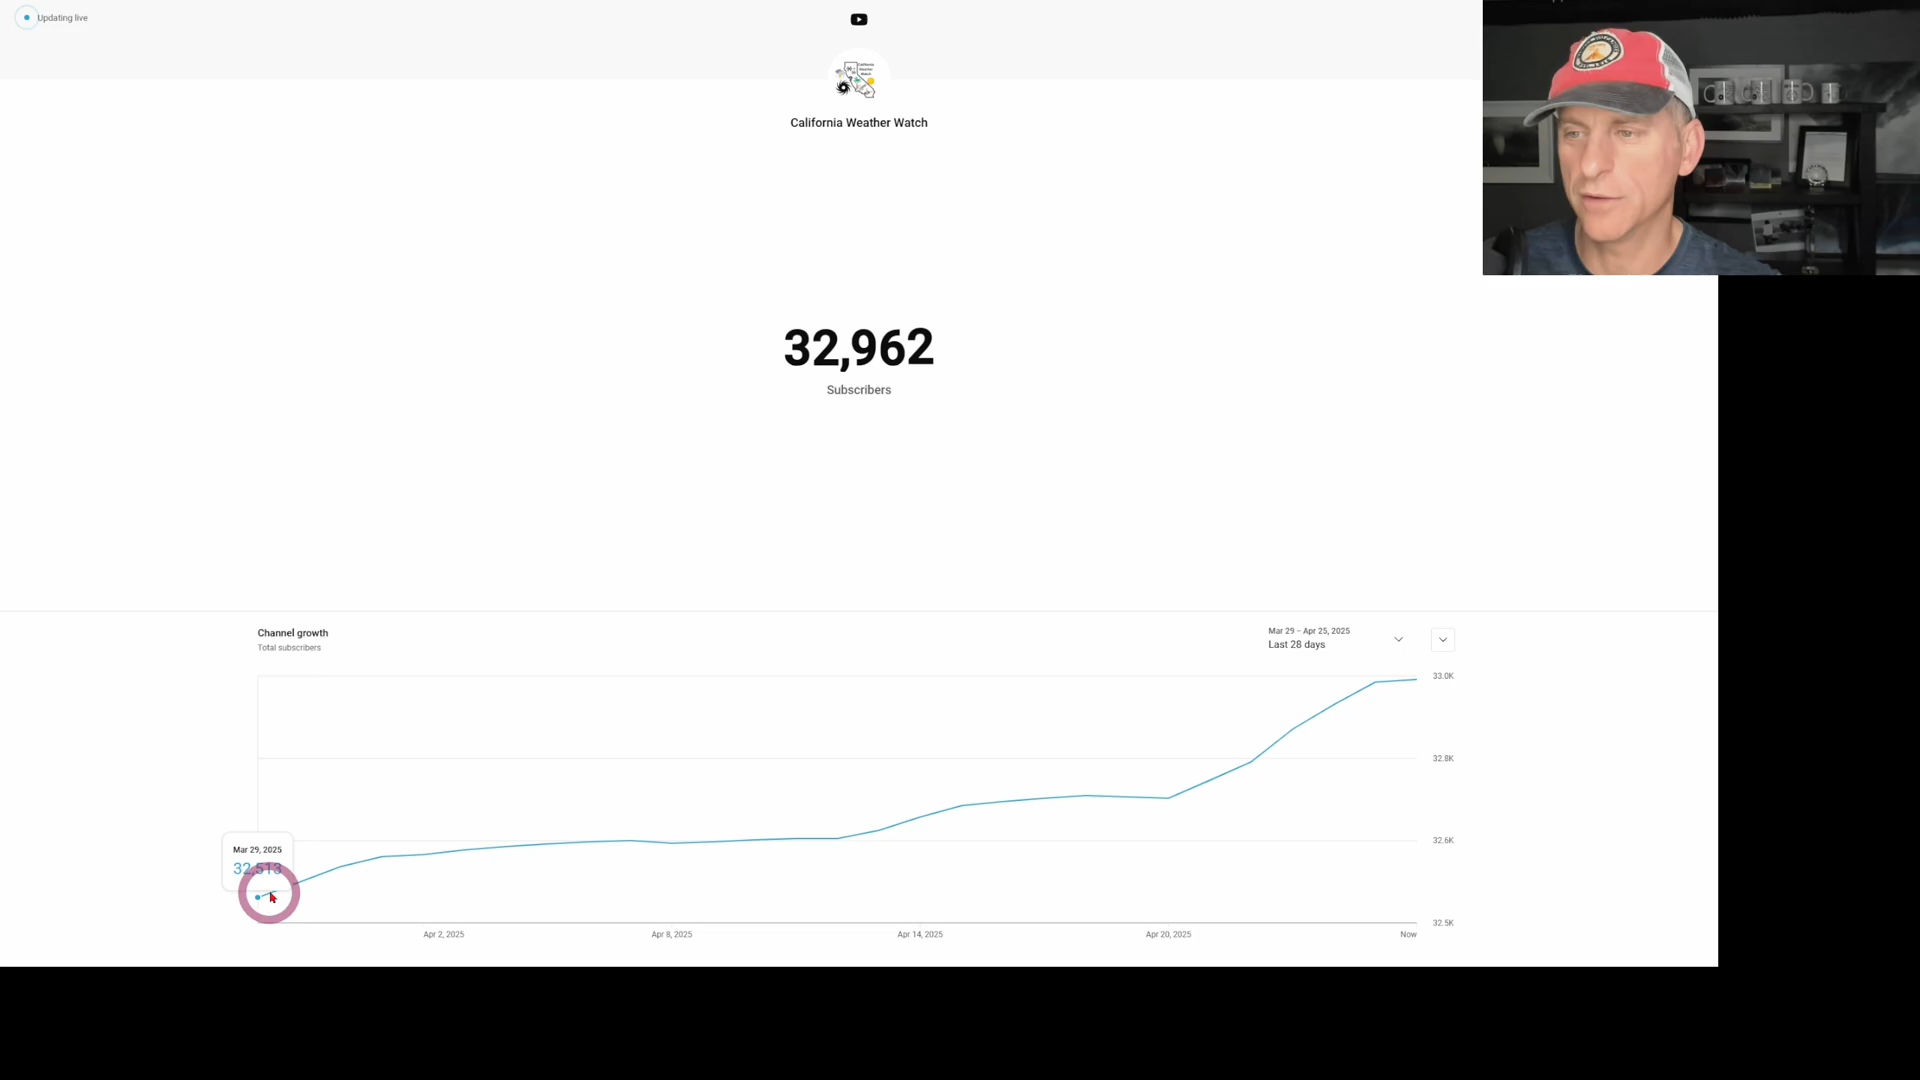 Updating live
California Weather Watch
32,962
Subscribers
Channel growth
Total subscribers
Mar 29 – Apr 25, 2025
Last 28 days
33.0K
32.8K
32.6K
32.5K
Mar 29, 2025
32,513
Apr 2, 2025
Apr 8, 2025
Apr 14, 2025
Apr 20, 2025
Now